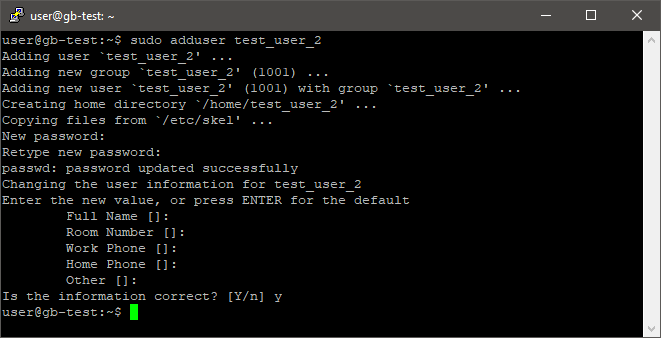 user@gb-test: ~
user@gb-test:~$ sudo adduser test_user_2
Adding user `test_user_2' ...
Adding new group `test_user_2' (1001) ...
Adding new user `test_user_2' (1001) with group `test_user_2' ...
Creating home directory `/home/test_user_2' ...
Copying files from `/etc/skel' ...
New password:
Retype new password:
passwd: password updated successfully
Changing the user information for test_user_2
Enter the new value, or press ENTER for the default
        Full Name []:
        Room Number []:
        Work Phone []:
        Home Phone []:
        Other []:
Is the information correct? [Y/n] y
user@gb-test:~$